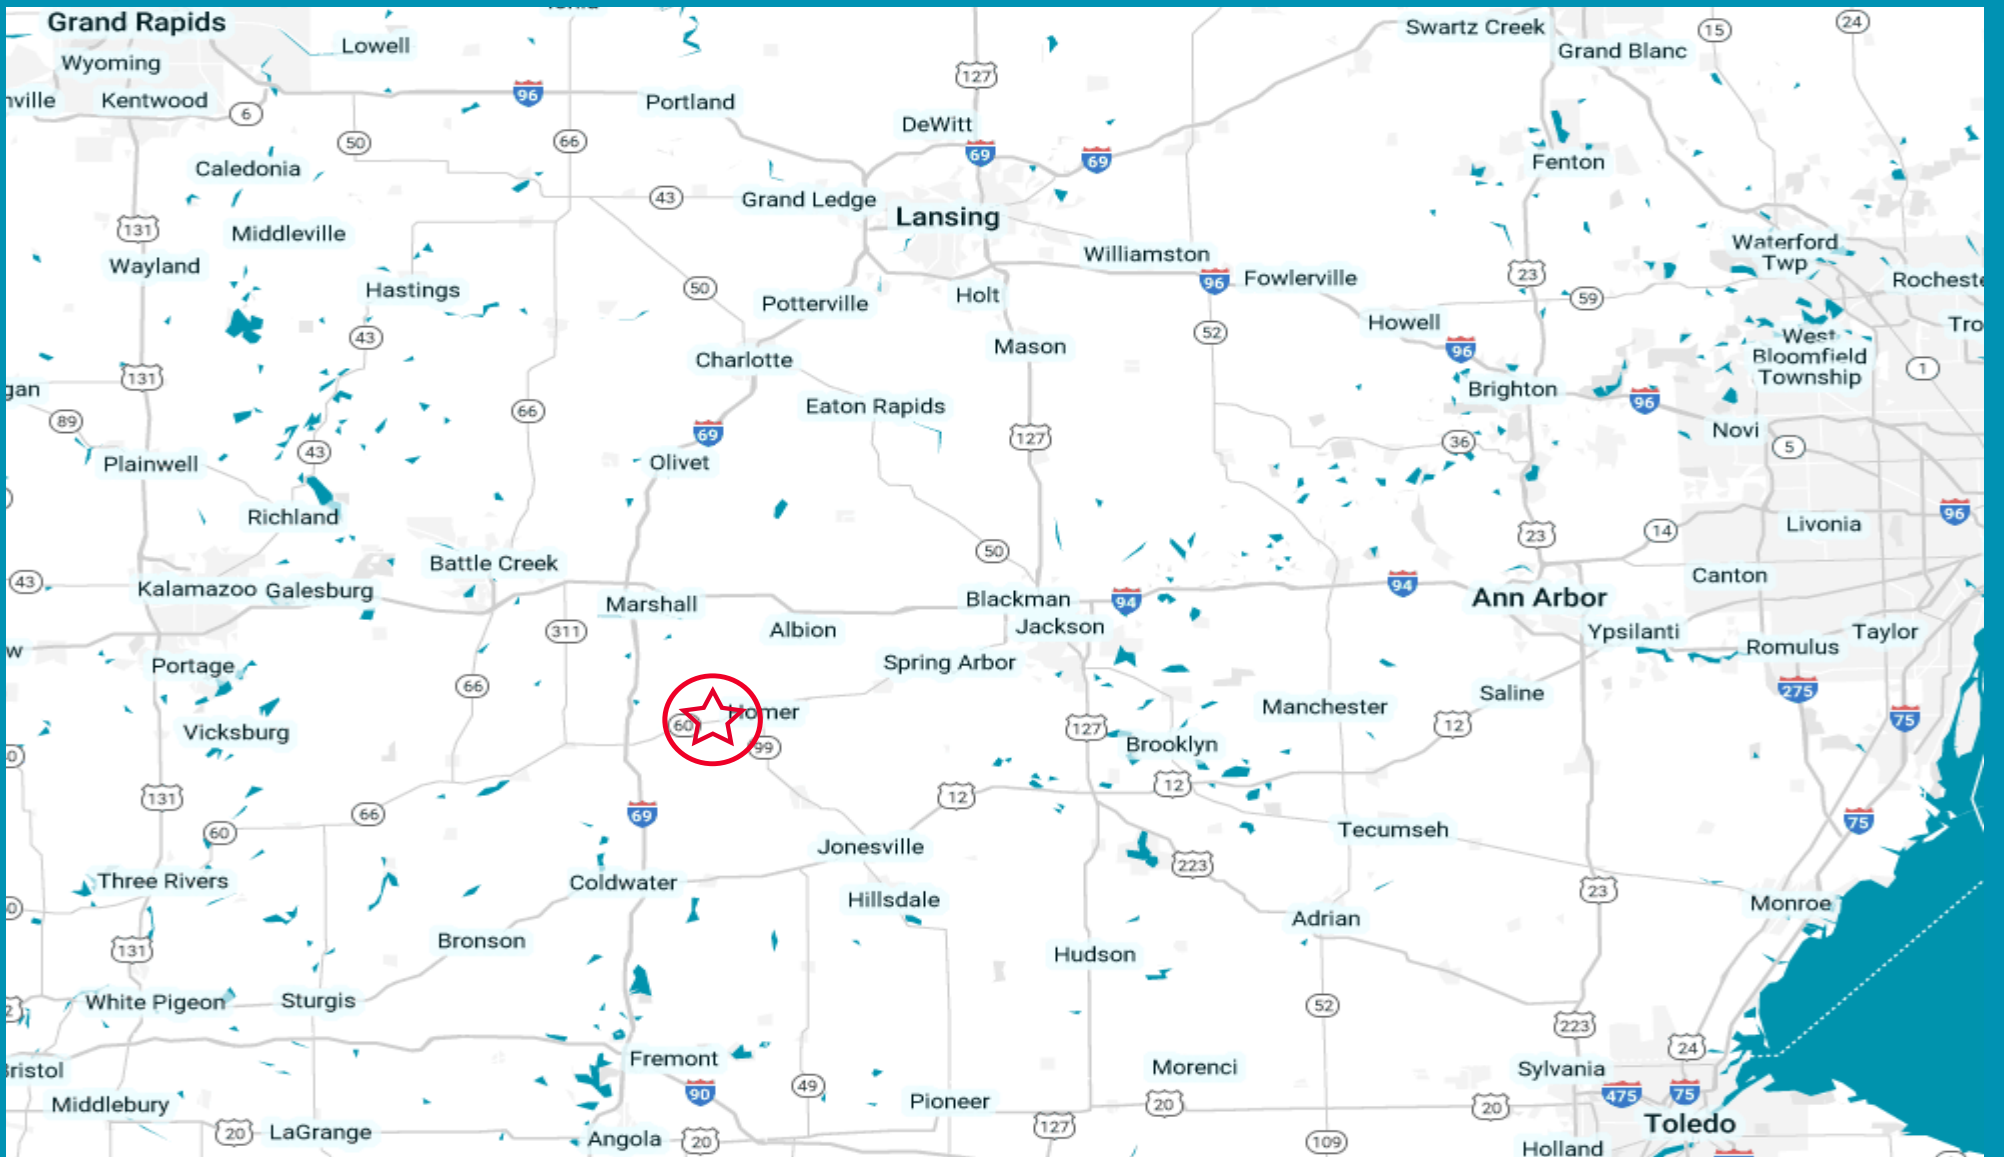 Grand Rapids
Lowell
Swartz Creek
15
24
Wyoming
Grand Blanc
127
nville
Kentwood
6
96
Portland
DeWitt
50
66
69
69
Caledonia
Fenton
43
Grand Ledge
Lansing
131
Middleville
Waterford
Twp
Williamston
Wayland
96
Fowlerville
23
Rocheste
Hastings
50
Potterville
Holt
59
43
52
Howell
Tro
West
Bloomfield
Township
Mason
96
Charlotte
1
131
gan
Brighton
96
66
Eaton Rapids
89
69
127
Novi
36
5
43
Plainwell
Olivet
Richland
96
Livonia
14
23
50
Battle Creek
43
Kalamazoo
Galesburg
94
94
Canton
Marshall
Blackman
Ann Arbor
311
Albion
Jackson
Ypsilanti
Taylor
w
Romulus
Portage
Spring Arbor
66
275
Saline
Homer
Manchester
75
60
12
127
Vicksburg
99
Brooklyn
12
131
12
69
66
75
60
Tecumseh
Jonesville
223
Three Rivers
Coldwater
23
Hillsdale
Monroe
Adrian
Bronson
131
Hudson
White Pigeon
Sturgis
52
223
24
Fremont
Bristol
Morenci
Sylvania
49
90
475
75
Middlebury
Pioneer
20
20
20
LaGrange
127
Toledo
Angola
20
109
Holland